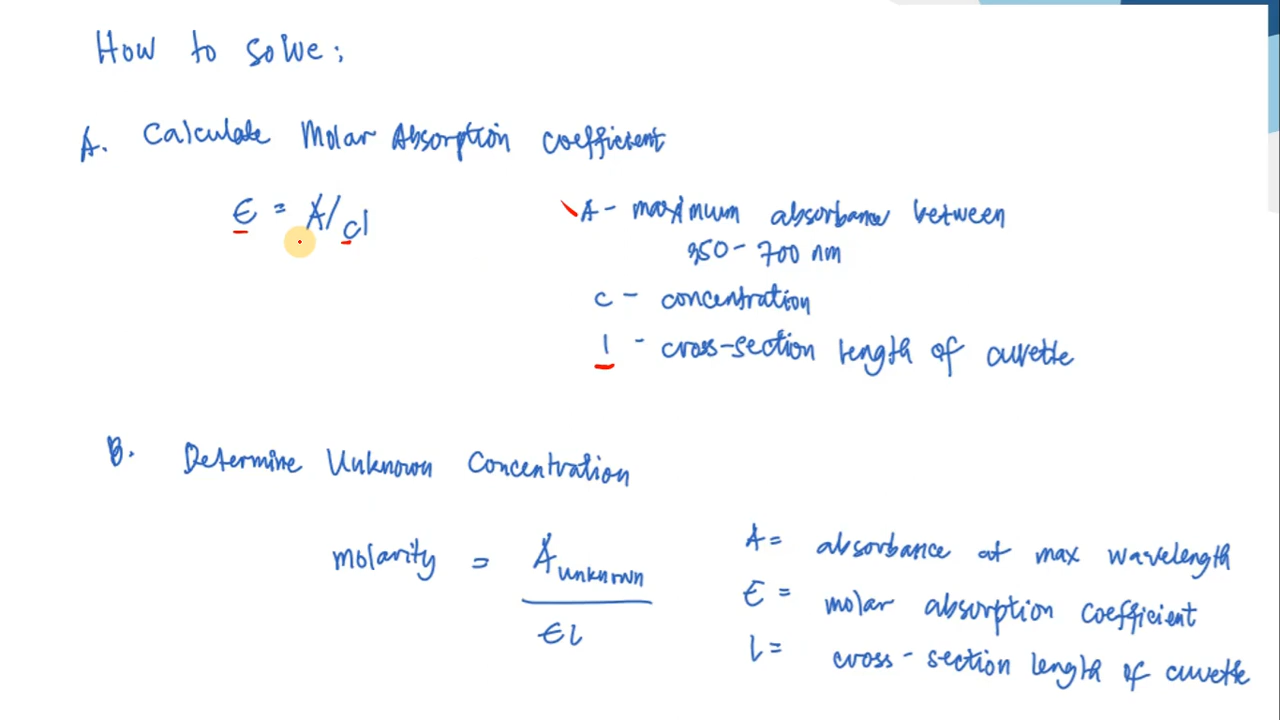 How to solve:
A. Calculate Molar Absorption coefficient
ε = A/cl
A - maximum absorbance between
350 - 700 nm
c - concentration
l - cross-section length of cuvette
B. Determine Unknown Concentration
molarity = A unknown
εl
A = absorbance at max wavelength
ε = molar absorption coefficient
l = cross-section length of cuvette